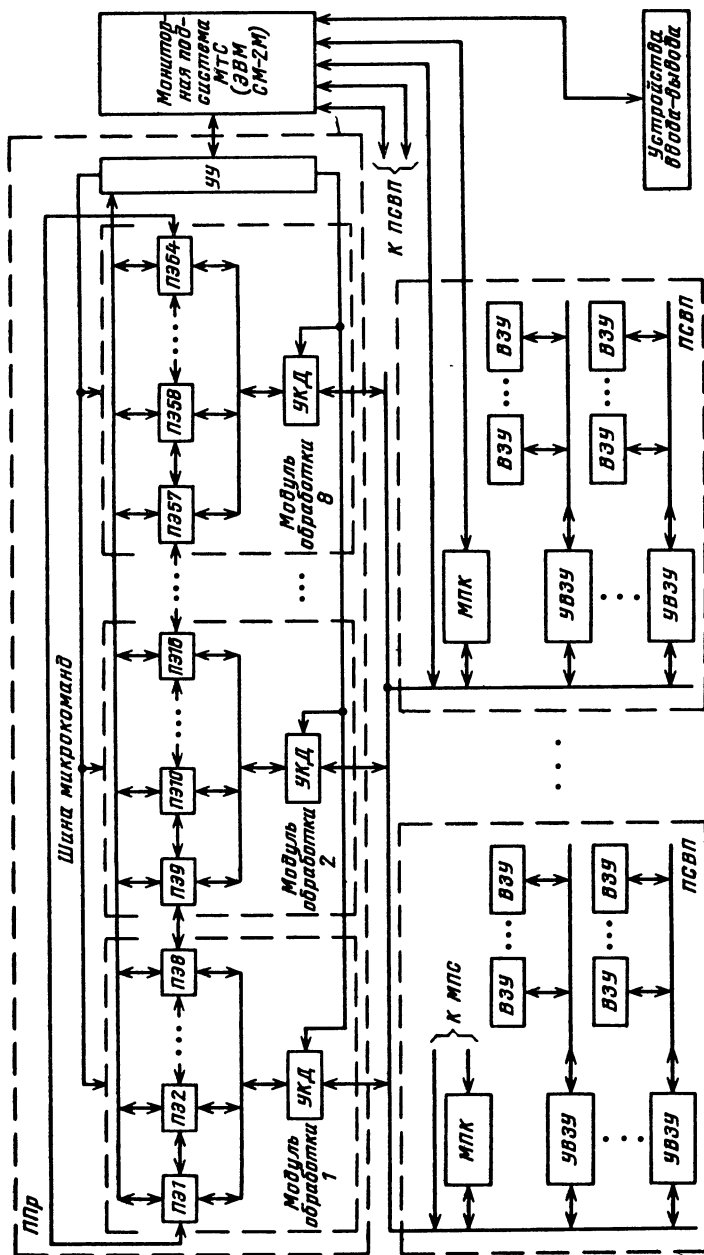 ППр
Шина микрокоманд
ПЭ1
ПЭ2
ПЭ8
УКД
Модуль
обработки
1
ПЭ9
ПЭ10
ПЭ16
УКД
Модуль
обработки
2
ПЭ57
ПЭ58
ПЭ64
УКД
Модуль
обработки
8
УУ
Монитор-
ная под-
система
МтС
(ЭВМ
СМ-2М)
К ПСВП
Устройства
ввода-вывода
К МПС
МПК
УВЗУ
УВЗУ
ВЗУ
ВЗУ
ВЗУ
ВЗУ
ПСВП
МПК
УВЗУ
УВЗУ
ВЗУ
ВЗУ
ВЗУ
ВЗУ
ПСВП